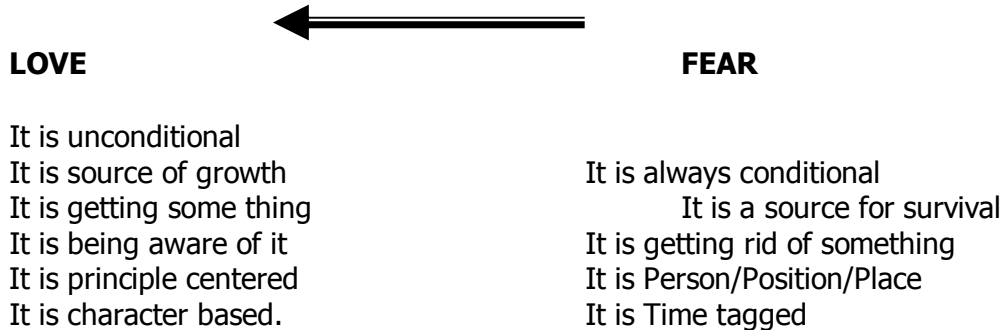 LOVE FEAR
It is unconditional
It is source of growth It is always conditional
It is getting some thing It is a source for survival
It is being aware of it It is getting rid of something
It is principle centered It is Person/Position/Place
It is character based. It is Time tagged